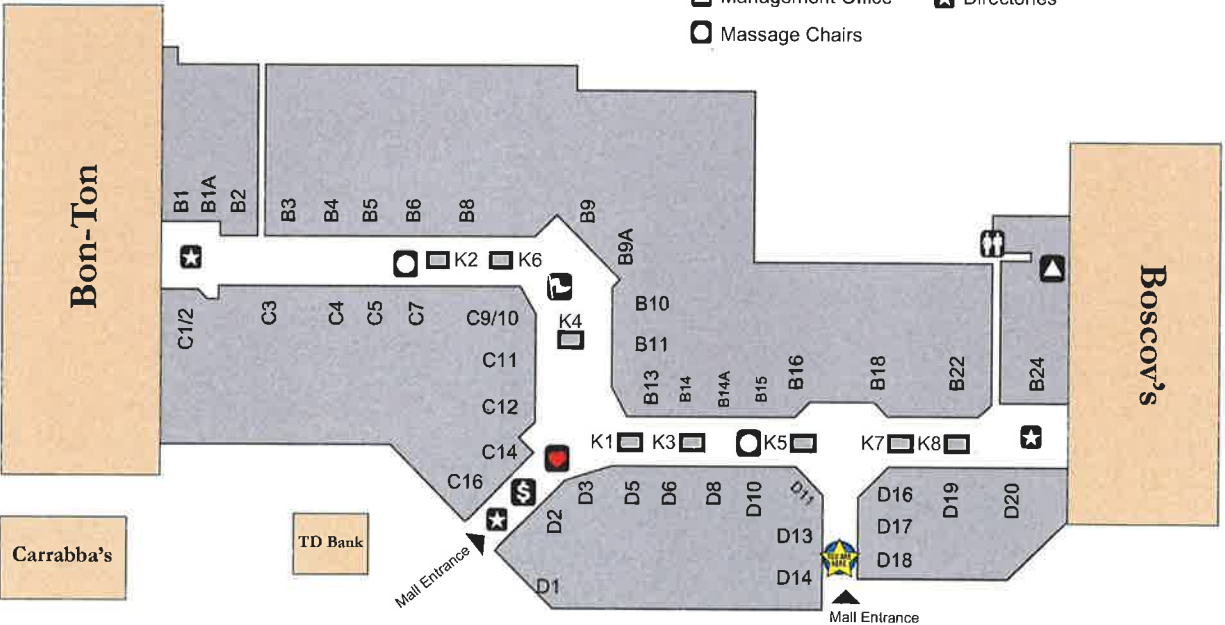 Management Office
Directories
Massage Chairs
Bon-Ton
B1
B1A
B2
B3
B4
B5
B6
B8
B9
B9A
K2
K6
K4
B10
B11
B13
B14
B14A
B15
B16
B18
B22
B24
Boscov's
C1/2
C3
C4
C5
C7
C9/10
C11
C12
C14
C16
K1
K3
K5
K7
K8
$
D1
D2
D3
D5
D6
D8
D10
D11
D13
D14
D16
D17
D18
D19
D20
YOU ARE
HERE
Carrabba's
TD Bank
Mall Entrance
Mall Entrance